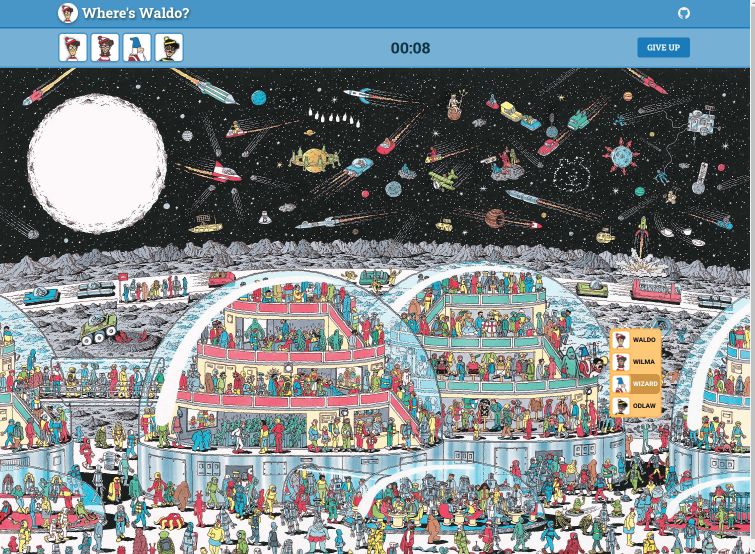 Where's Waldo?
00:08
GIVE UP
WALDO
WILMA
WIZARD
ODLAW